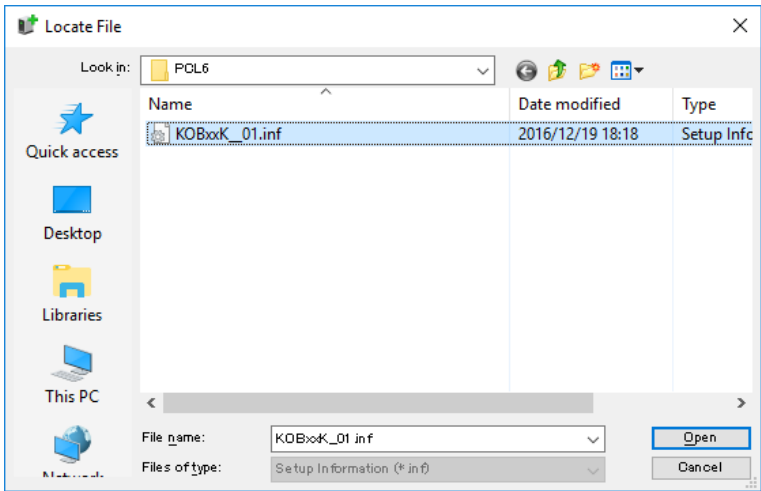 Locate File
Look in: PCL6
Name Date modified Type
KOBxxK__01.inf 2016/12/19 18:18 Setup Info
Quick access
Desktop
Libraries
This PC
Network
File name: KOBxxK_01 inf Open
Files of type: Setup Information (*.inf) Cancel